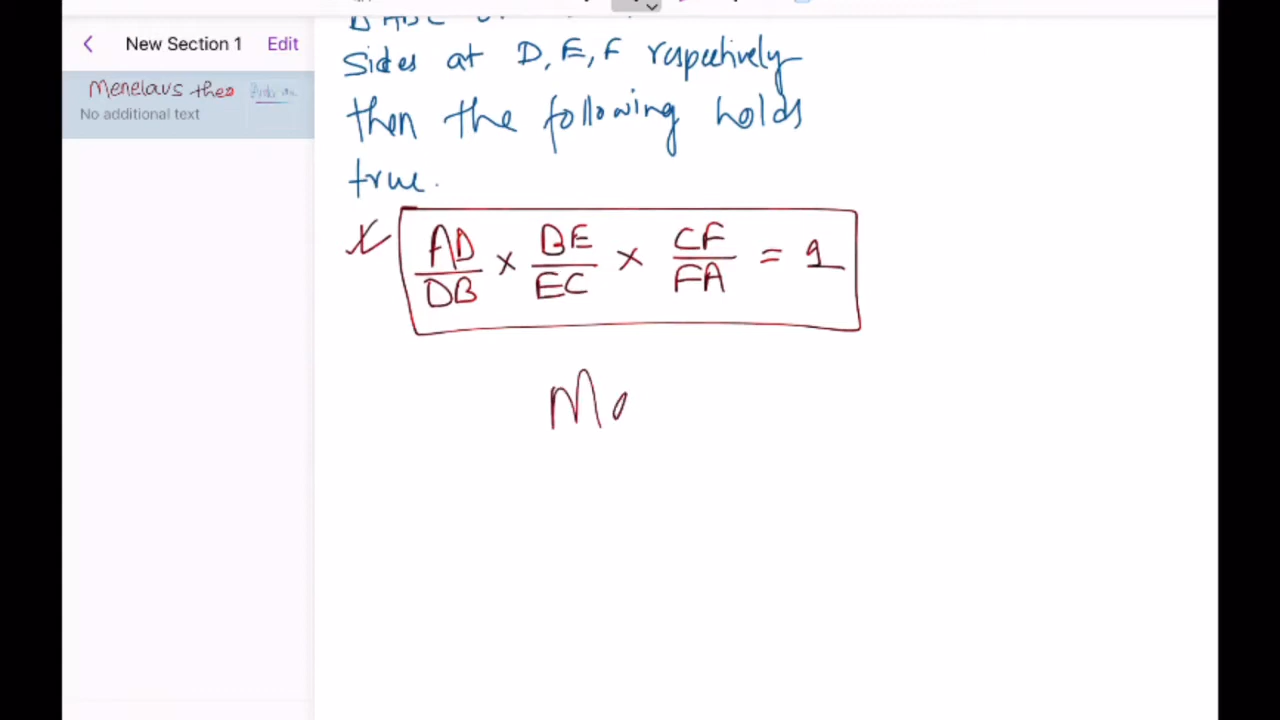 New Section 1 Edit
Menelaus theo
No additional text
sides at D, E, F respectively
then the following holds
true.
AD/DB × BE/EC × CF/FA = 1
Me